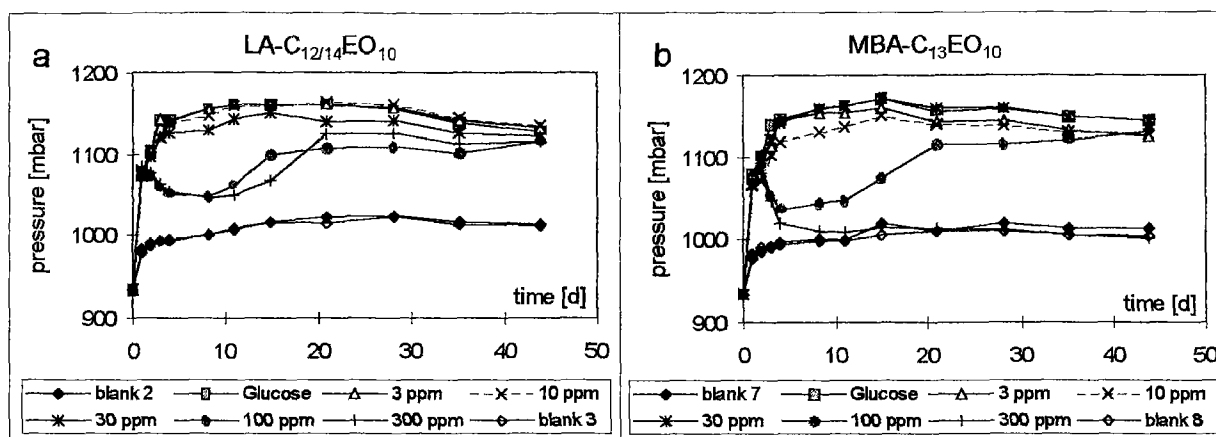 a
LA-C12/14EO10
pressure [mbar]
1200
1100
1000
900
time [d]
0 10 20 30 40 50
blank 2 Glucose 3 ppm 10 ppm
30 ppm 100 ppm 300 ppm blank 3
b
MBA-C13EO10
pressure [mbar]
1200
1100
1000
900
time [d]
0 10 20 30 40 50
blank 7 Glucose 3 ppm 10 ppm
30 ppm 100 ppm 300 ppm blank 8